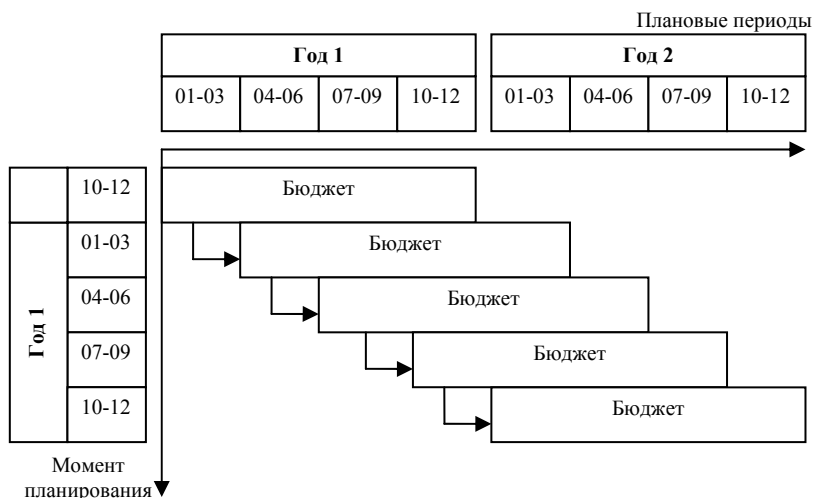 Плановые периоды
Год 1 Год 2
01-03 04-06 07-09 10-12 01-03 04-06 07-09 10-12
10-12 Бюджет
01-03 Бюджет
04-06 Бюджет
Год 1
07-09 Бюджет
10-12 Бюджет
Момент
планирования